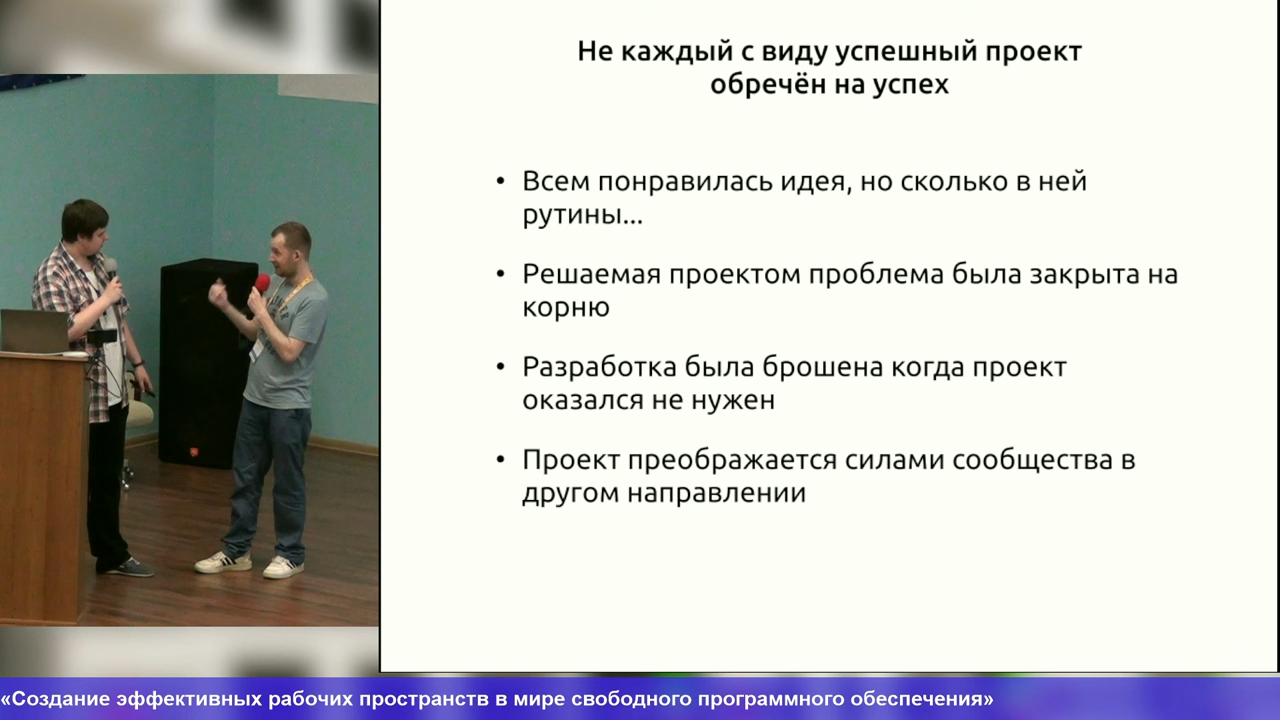 Не каждый с виду успешный проект
обречён на успех
• Всем понравилась идея, но сколько в ней
рутины...
• Решаемая проектом проблема была закрыта на
корню
• Разработка была брошена когда проект
оказался не нужен
• Проект преображается силами сообщества в
другом направлении
«Создание эффективных рабочих пространств в мире свободного программного обеспечения»